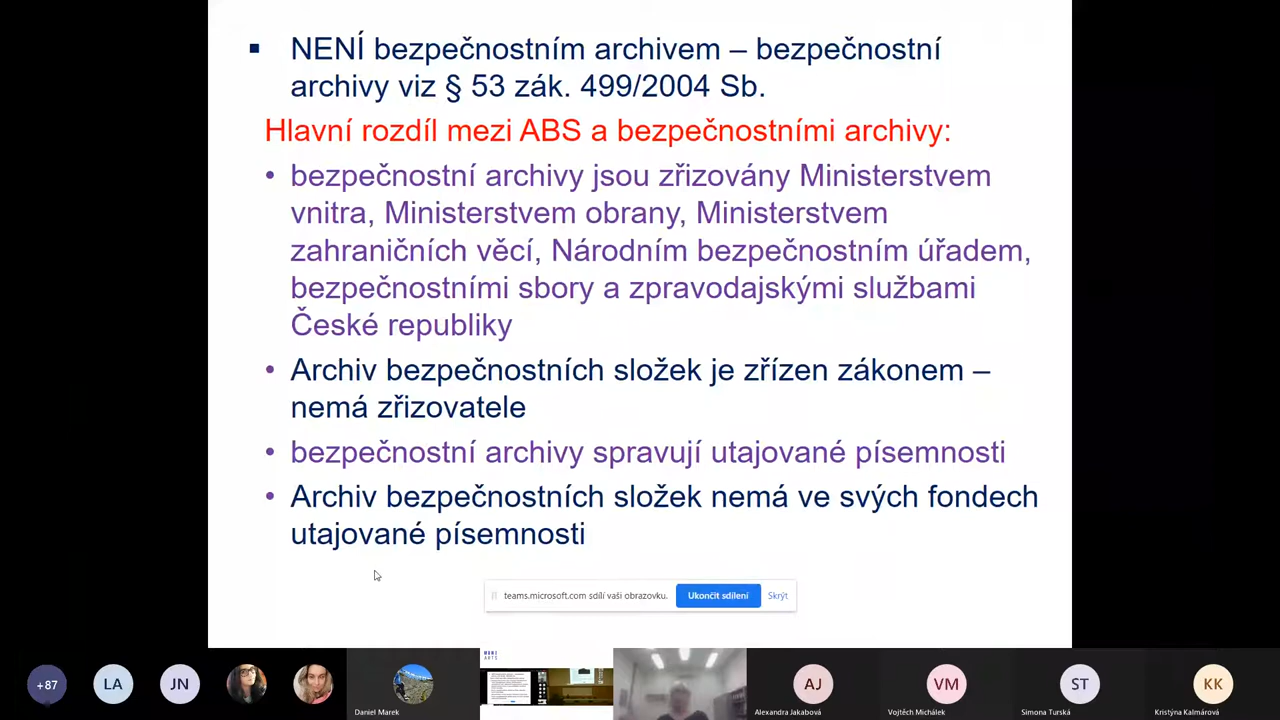 ▪ NENÍ bezpečnostním archivem – bezpečnostní
archivy viz § 53 zák. 499/2004 Sb.
Hlavní rozdíl mezi ABS a bezpečnostními archivy:
• bezpečnostní archivy jsou zřizovány Ministerstvem
vnitra, Ministerstvem obrany, Ministerstvem
zahraničních věcí, Národním bezpečnostním úřadem,
bezpečnostními sbory a zpravodajskými službami
České republiky
• Archiv bezpečnostních složek je zřízen zákonem –
nemá zřizovatele
• bezpečnostní archivy spravují utajované písemnosti
• Archiv bezpečnostních složek nemá ve svých fondech
utajované písemnosti
teams.microsoft.com sdílí vaši obrazovku. Ukončit sdílení Skrýt
MUNI
ARTS
+87 LA JN AJ VM ST KK
Daniel Marek Alexandra Jakabová Vojtěch Michálek Simona Turská Kristýna Kalmárová